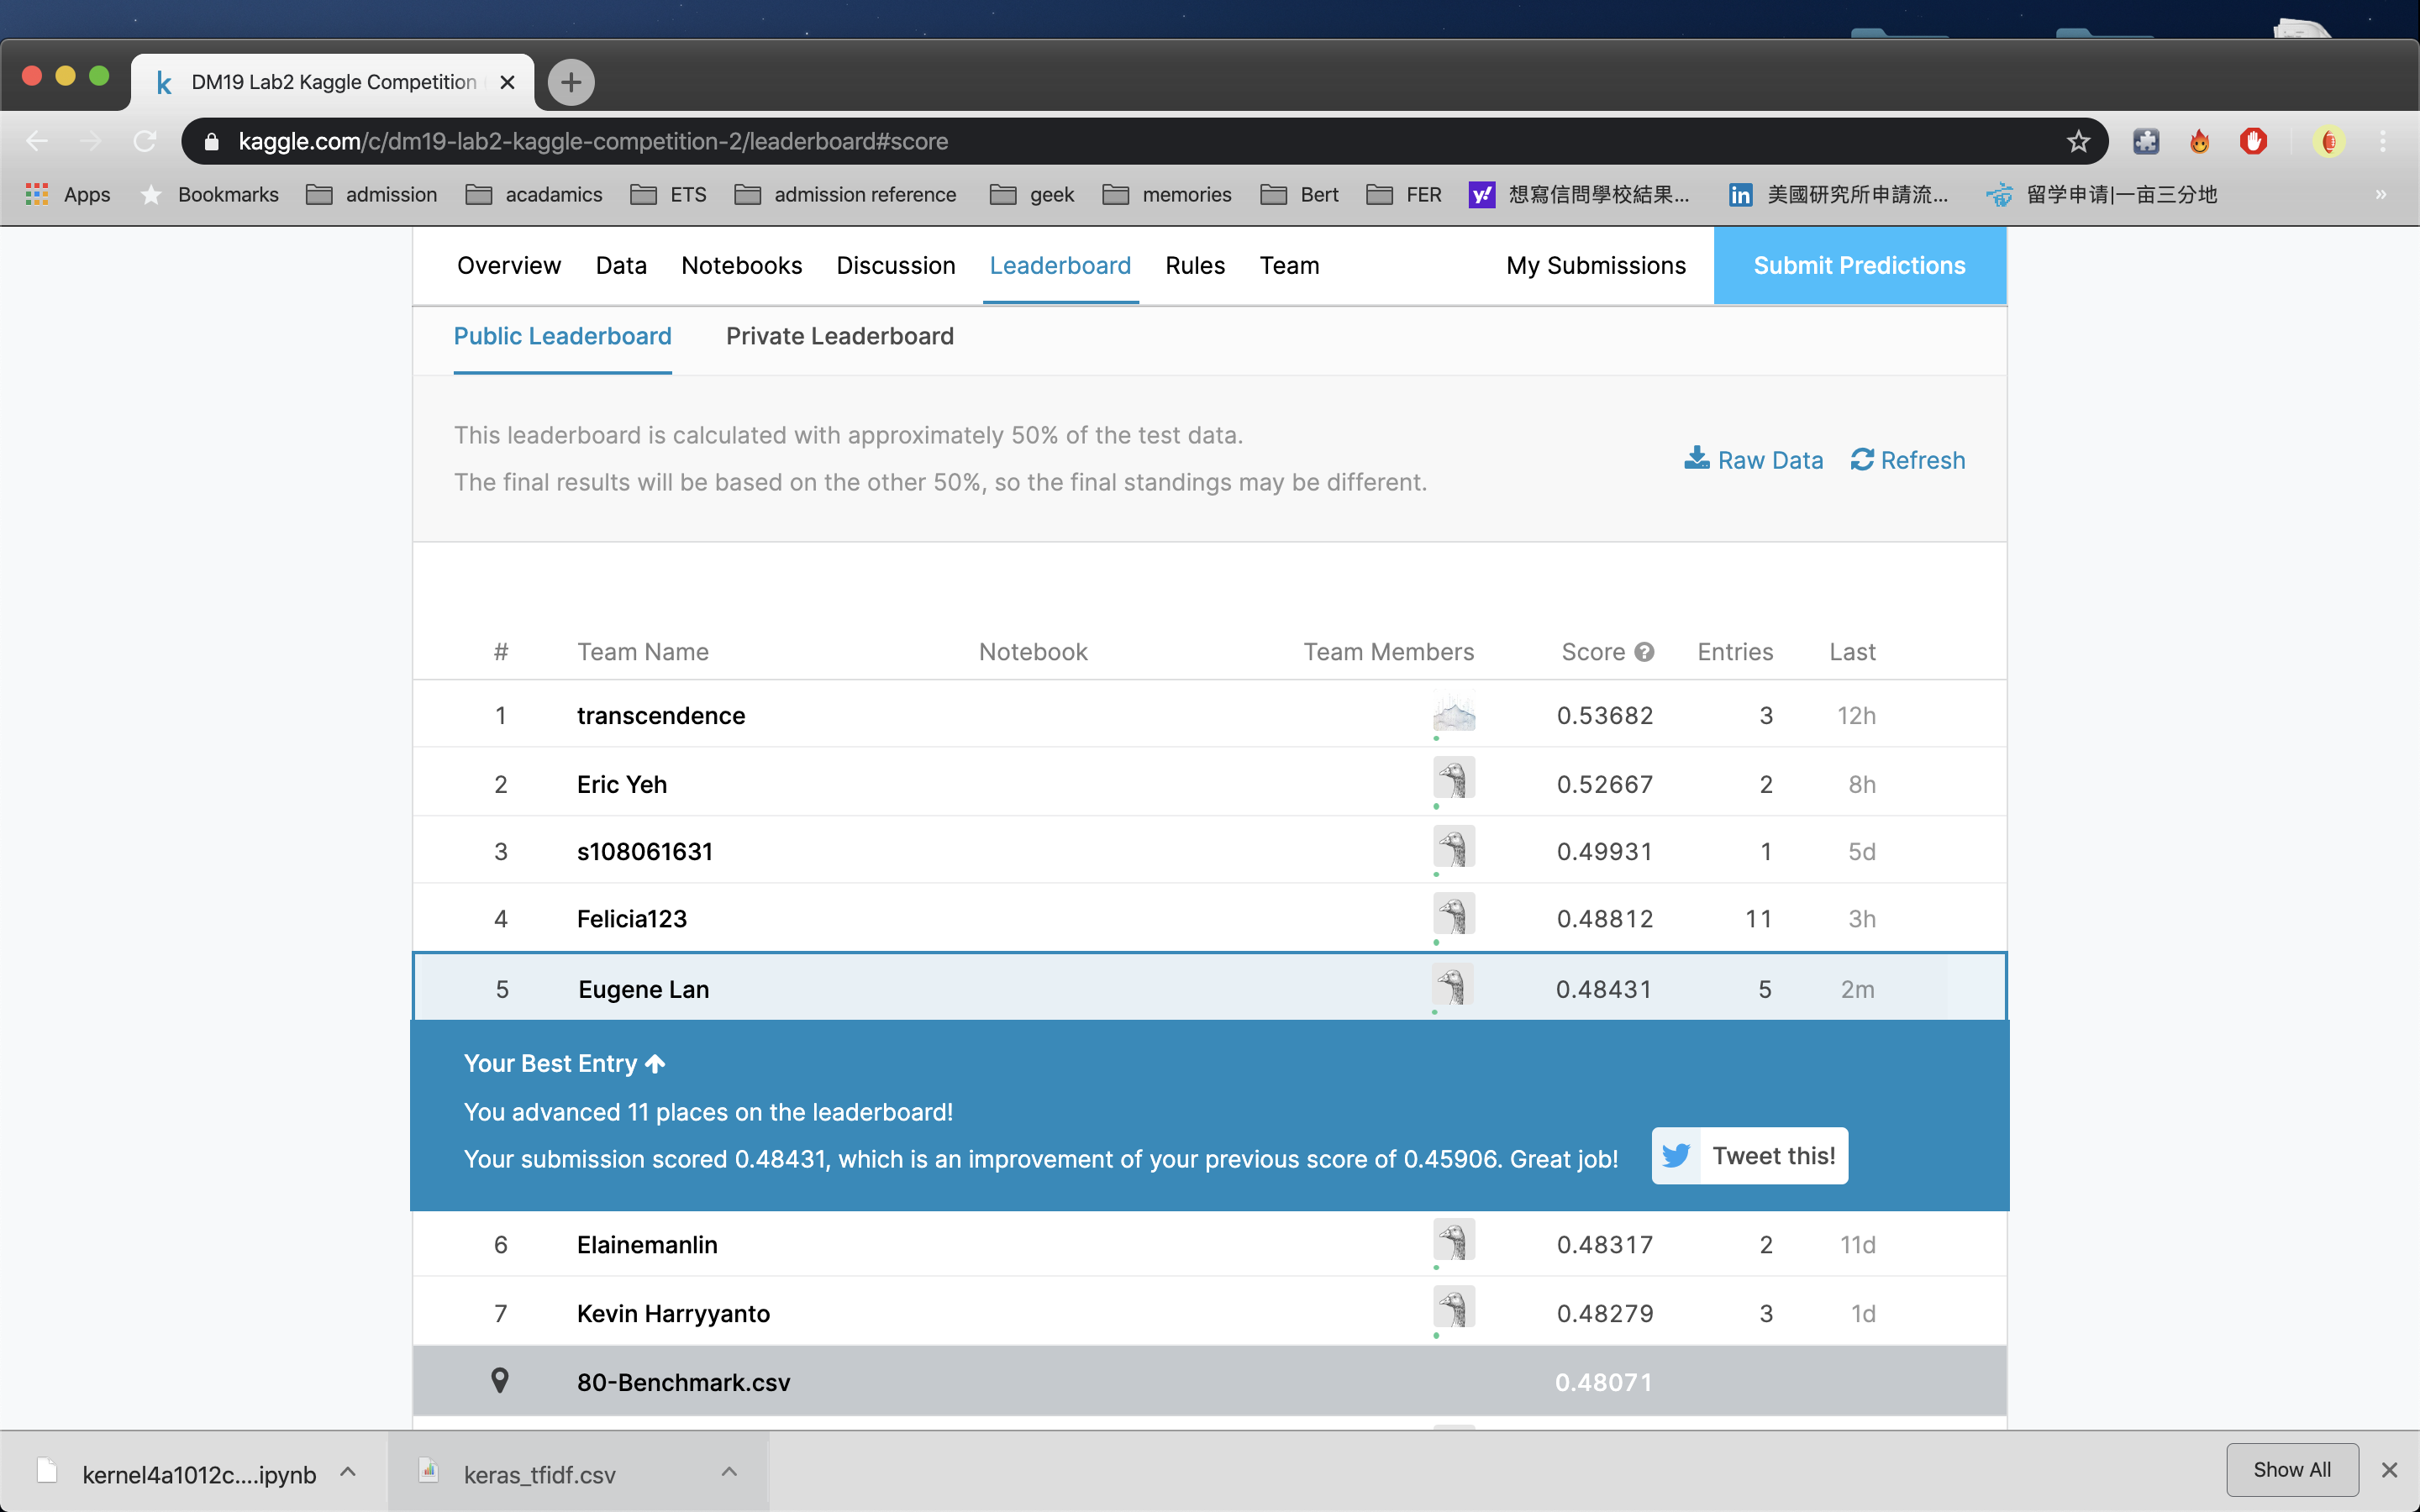 DM19 Lab2 Kaggle Competition
kaggle.com/c/dm19-lab2-kaggle-competition-2/leaderboard#score
Apps Bookmarks admission acadamics ETS admission reference geek memories Bert FER 想寫信問學校結果... 美國研究所申請流... 留学申请|一亩三分地 »
Overview Data Notebooks Discussion Leaderboard Rules Team My Submissions Submit Predictions
Public Leaderboard Private Leaderboard
This leaderboard is calculated with approximately 50% of the test data.
The final results will be based on the other 50%, so the final standings may be different.
Raw Data Refresh
# Team Name Notebook Team Members Score Entries Last
1 transcendence 0.53682 3 12h
2 Eric Yeh 0.52667 2 8h
3 s108061631 0.49931 1 5d
4 Felicia123 0.48812 11 3h
5 Eugene Lan 0.48431 5 2m
Your Best Entry
You advanced 11 places on the leaderboard!
Your submission scored 0.48431, which is an improvement of your previous score of 0.45906. Great job! Tweet this!
6 Elainemanlin 0.48317 2 11d
7 Kevin Harryyanto 0.48279 3 1d
80-Benchmark.csv 0.48071
kernel4a1012c....ipynb keras_tfidf.csv Show All